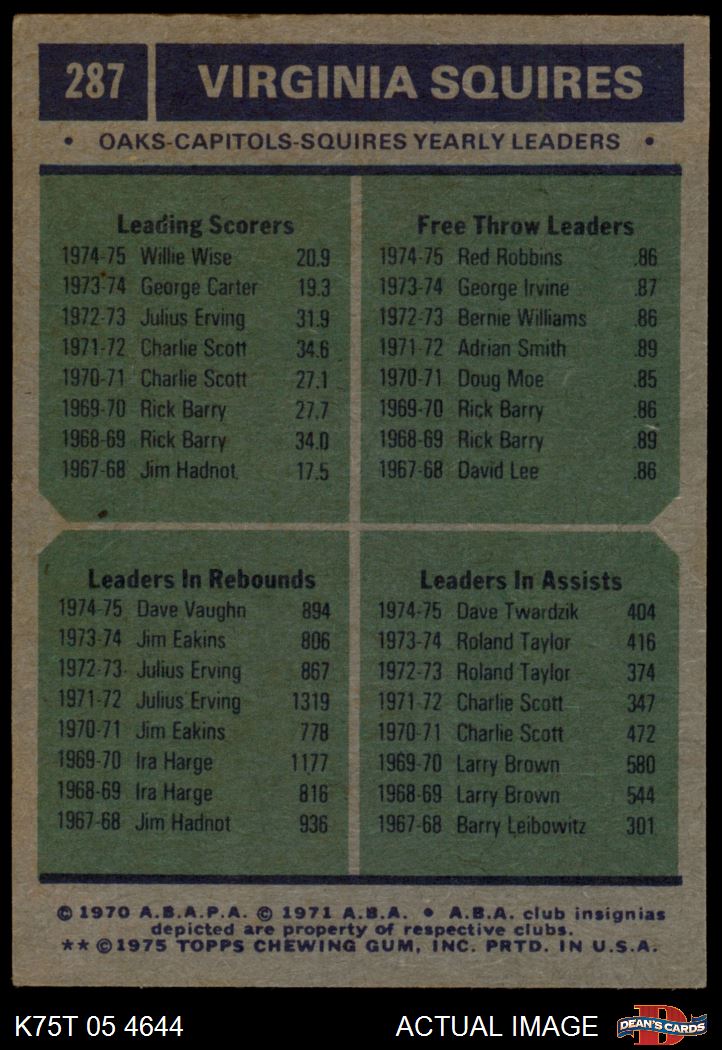 287 VIRGINIA SQUIRES
• OAKS-CAPITOLS-SQUIRES YEARLY LEADERS •
Leading Scorers
1974-75 Willie Wise 20.9
1973-74 George Carter 19.3
1972-73 Julius Erving 31.9
1971-72 Charlie Scott 34.6
1970-71 Charlie Scott 27.1
1969-70 Rick Barry 27.7
1968-69 Rick Barry 34.0
1967-68 Jim Hadnot 17.5
Free Throw Leaders
1974-75 Red Robbins .86
1973-74 George Irvine .87
1972-73 Bernie Williams .86
1971-72 Adrian Smith .89
1970-71 Doug Moe .85
1969-70 Rick Barry .86
1968-69 Rick Barry .89
1967-68 David Lee .86
Leaders In Rebounds
1974-75 Dave Vaughn 894
1973-74 Jim Eakins 806
1972-73 Julius Erving 867
1971-72 Julius Erving 1319
1970-71 Jim Eakins 778
1969-70 Ira Harge 1177
1968-69 Ira Harge 816
1967-68 Jim Hadnot 936
Leaders In Assists
1974-75 Dave Twardzik 404
1973-74 Roland Taylor 416
1972-73 Roland Taylor 374
1971-72 Charlie Scott 347
1970-71 Charlie Scott 472
1969-70 Larry Brown 580
1968-69 Larry Brown 544
1967-68 Barry Leibowitz 301
© 1970 A.B.A.P.A. © 1971 A.B.A. • A.B.A. club insignias
depicted are property of respective clubs.
** © 1975 TOPPS CHEWING GUM, INC. PRTD. IN U.S.A.
K75T 05 4644 ACTUAL IMAGE D DEAN'S CARDS